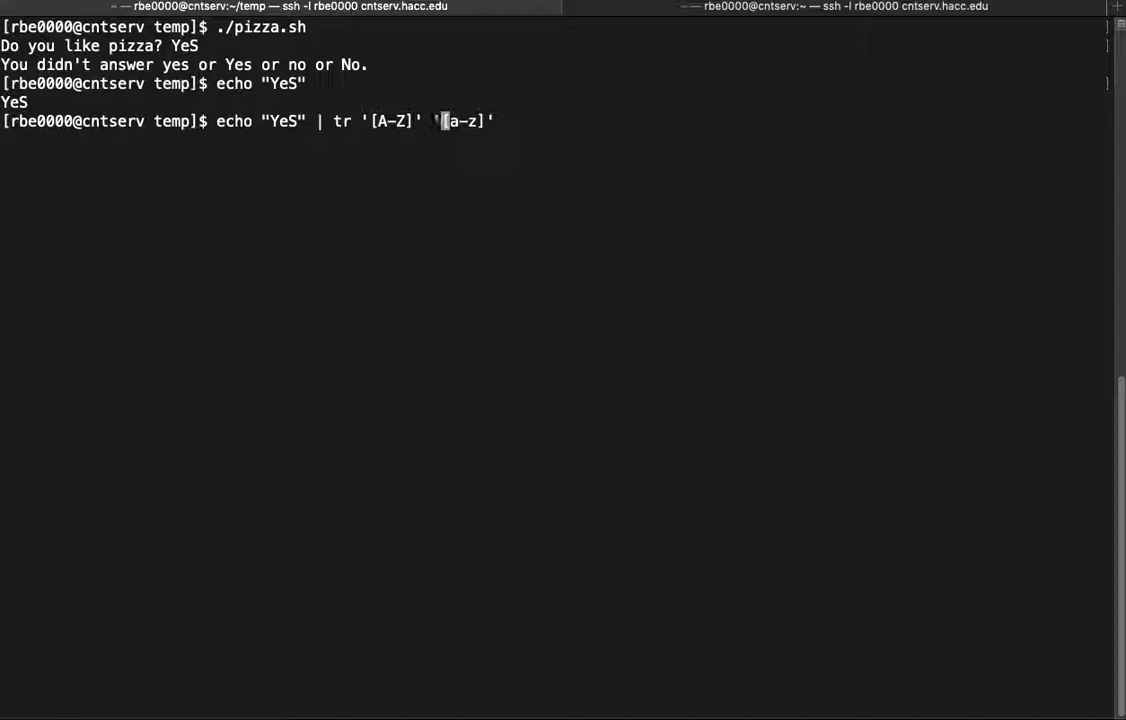 — rbe0000@cntserv:~/temp — ssh -l rbe0000 cntserv.hacc.edu
— rbe0000@cntserv:~ — ssh -l rbe0000 cntserv.hacc.edu
[rbe0000@cntserv temp]$ ./pizza.sh
Do you like pizza? YeS
You didn't answer yes or Yes or no or No.
[rbe0000@cntserv temp]$ echo "YeS"
YeS
[rbe0000@cntserv temp]$ echo "YeS" | tr '[A-Z]' '[a-z]'